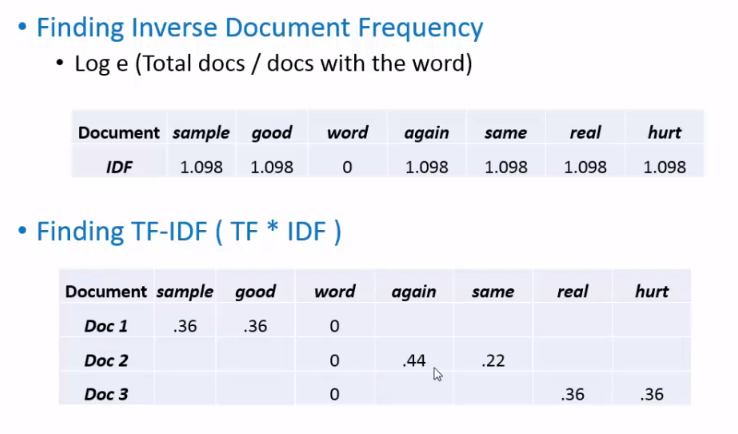 • Finding Inverse Document Frequency
• Log e (Total docs / docs with the word)
Document sample good word again same real hurt
IDF 1.098 1.098 0 1.098 1.098 1.098 1.098
• Finding TF-IDF ( TF * IDF )
Document sample good word again same real hurt
Doc 1 .36 .36 0
Doc 2 0 .44 .22
Doc 3 0 .36 .36